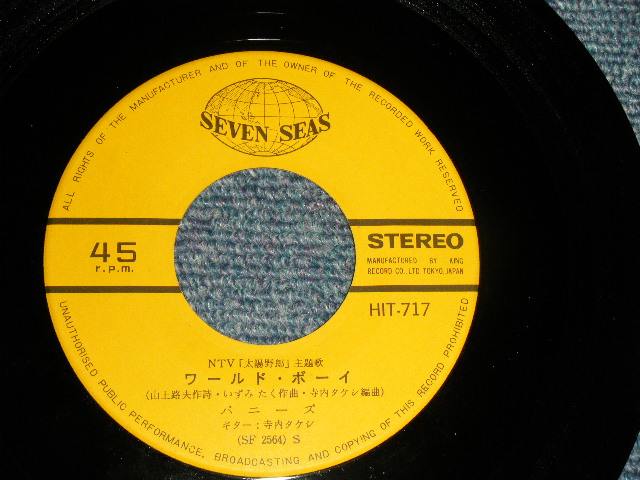 ALL RIGHTS OF THE MANUFACTURER AND OF THE OWNER OF THE RECORDED WORK RESERVED
SEVEN SEAS
45
r.p.m.
STEREO
MANUFACTURED BY KING
RECORD CO., LTD. TOKYO, JAPAN
HIT-717
NTV「太陽野郎」主題歌
ワールド・ボーイ
(山上路夫作詩・いずみたく作曲・寺内タケシ編曲)
バニーズ
ギター：寺内タケシ
(SF 2564) S
UNAUTHORISED PUBLIC PERFORMANCE, BROADCASTING AND COPYING OF THIS RECORD PROHIBITED